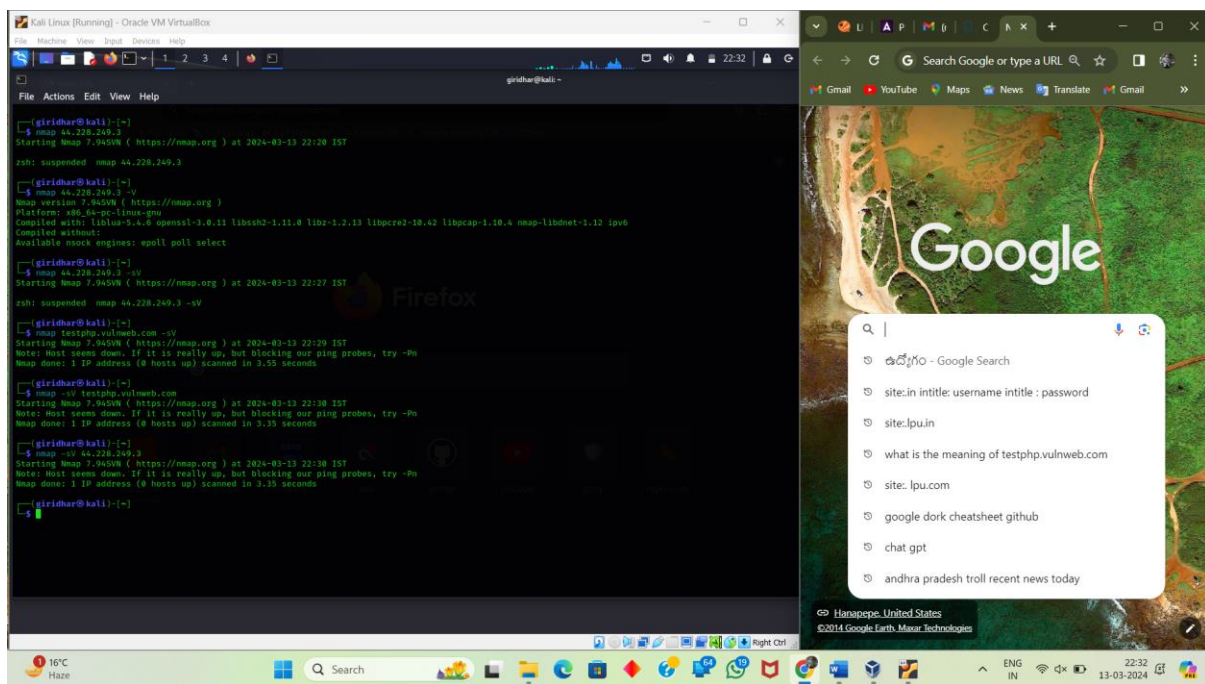 Kali Linux [Running] - Oracle VM VirtualBox
File Machine View Input Devices Help
1 2 3 4
22:32
giridhar@kali: ~
File Actions Edit View Help
(giridhar㉿kali)-[~]
$ nmap 44.228.249.3
Starting Nmap 7.94SVN ( https://nmap.org ) at 2024-03-13 22:20 IST
zsh: suspended nmap 44.228.249.3
(giridhar㉿kali)-[~]
$ nmap 44.228.249.3 -V
Nmap version 7.94SVN ( https://nmap.org )
Platform: x86_64-pc-linux-gnu
Compiled with: liblua-5.4.6 openssl-3.0.11 libssh2-1.11.0 libz-1.2.13 libpcre2-10.42 libpcap-1.10.4 nmap-libdnet-1.12 ipv6
Compiled without:
Available nsock engines: epoll poll select
(giridhar㉿kali)-[~]
$ nmap 44.228.249.3 -sV
Starting Nmap 7.94SVN ( https://nmap.org ) at 2024-03-13 22:27 IST
zsh: suspended nmap 44.228.249.3 -sV
(giridhar㉿kali)-[~]
$ nmap testphp.vulnweb.com -sV
Starting Nmap 7.94SVN ( https://nmap.org ) at 2024-03-13 22:29 IST
Note: Host seems down. If it is really up, but blocking our ping probes, try -Pn
Nmap done: 1 IP address (0 hosts up) scanned in 3.55 seconds
(giridhar㉿kali)-[~]
$ nmap -sV testphp.vulnweb.com
Starting Nmap 7.94SVN ( https://nmap.org ) at 2024-03-13 22:30 IST
Note: Host seems down. If it is really up, but blocking our ping probes, try -Pn
Nmap done: 1 IP address (0 hosts up) scanned in 3.35 seconds
(giridhar㉿kali)-[~]
$ nmap -sV 44.228.249.3
Starting Nmap 7.94SVN ( https://nmap.org ) at 2024-03-13 22:30 IST
Note: Host seems down. If it is really up, but blocking our ping probes, try -Pn
Nmap done: 1 IP address (0 hosts up) scanned in 3.35 seconds
(giridhar㉿kali)-[~]
$
Firefox
Right Ctrl
Search Google or type a URL
Gmail YouTube Maps News Translate Gmail
Google
ఉద్యోగం - Google Search
site:.in intitle: username intitle : password
site:.lpu.in
what is the meaning of testphp.vulnweb.com
site:. lpu.com
google dork cheatsheet github
chat gpt
andhra pradesh troll recent news today
Hanapepe, United States
©2014 Google Earth, Maxar Technologies
1 16°C
Haze
Search
64
19
ENG
IN
22:32
13-03-2024